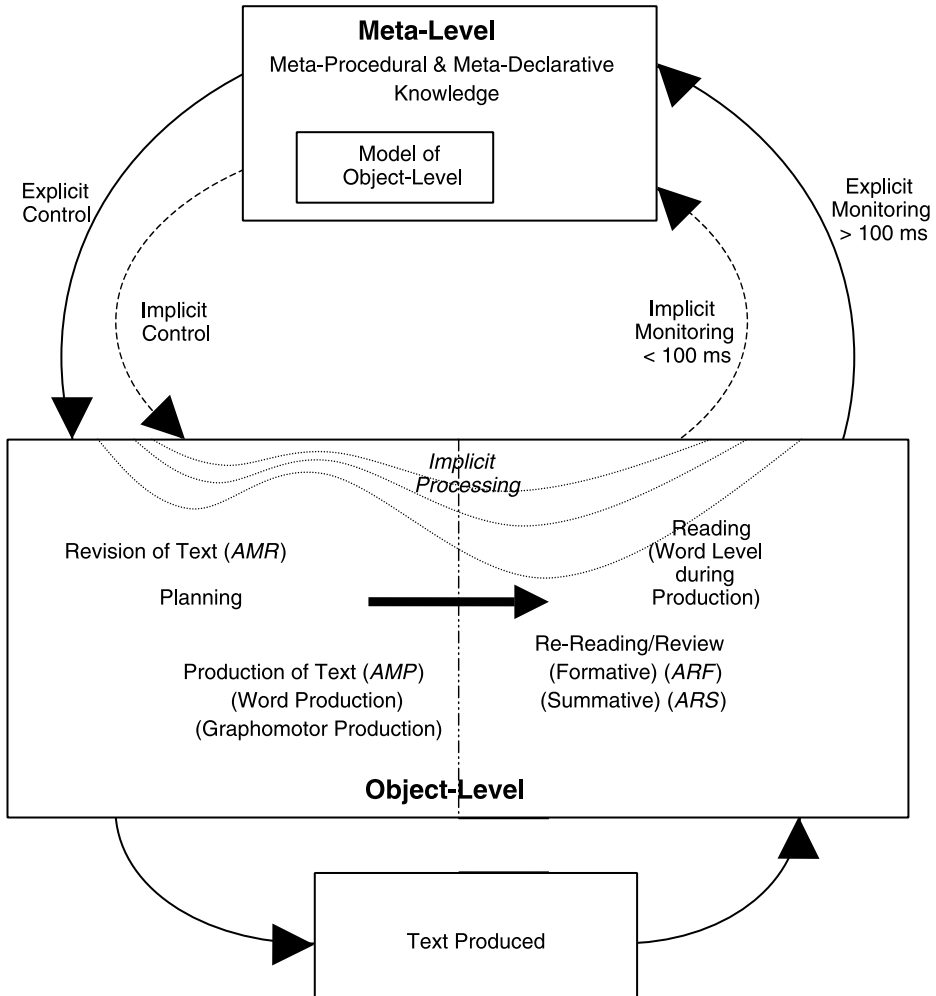 Meta-Level
Meta-Procedural & Meta-Declarative
Knowledge
Model of
Object-Level
Explicit
Control
Implicit
Control
Implicit
Monitoring
< 100 ms
Explicit
Monitoring
> 100 ms
Implicit
Processing
Revision of Text (AMR)
Planning
Production of Text (AMP)
(Word Production)
(Graphomotor Production)
Reading
(Word Level
during
Production)
Re-Reading/Review
(Formative) (ARF)
(Summative) (ARS)
Object-Level
Text Produced